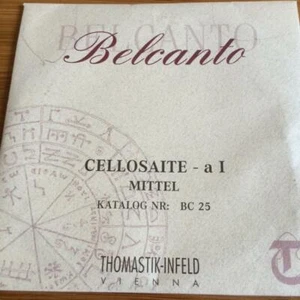 BELCANTO
Belcanto
CELLOSAITE - a I
MITTEL
KATALOG NR: BC 25
THOMASTIK-INFELD
VIENNA